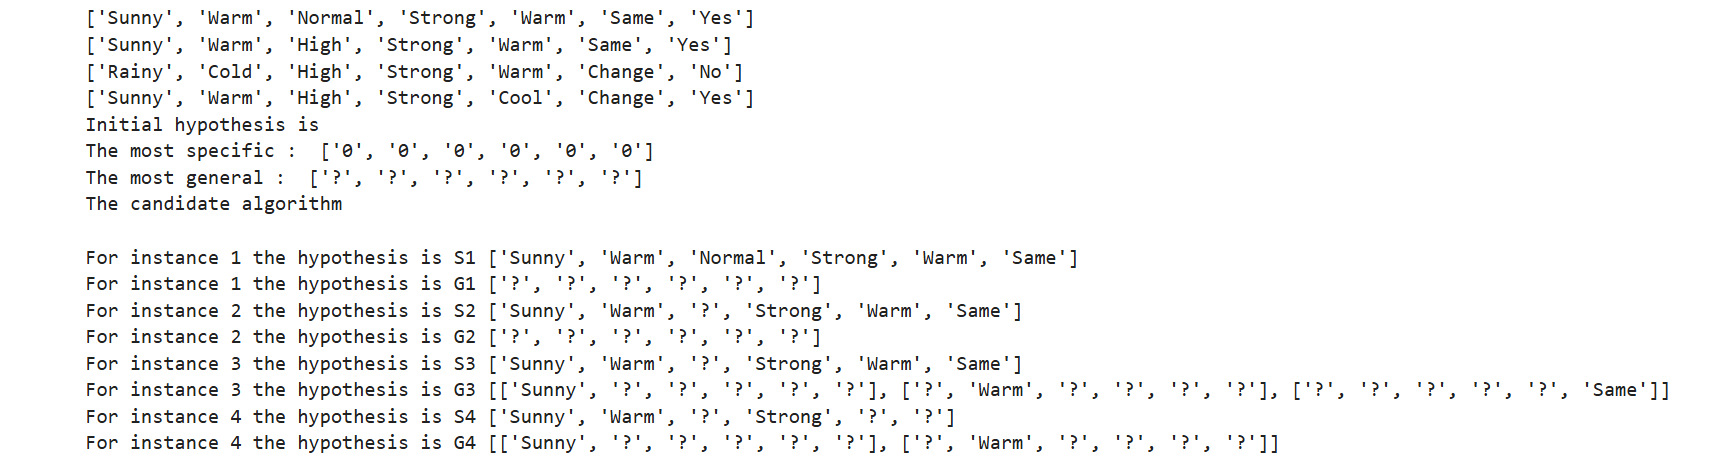 ['Sunny', 'Warm', 'Normal', 'Strong', 'Warm', 'Same', 'Yes']
['Sunny', 'Warm', 'High', 'Strong', 'Warm', 'Same', 'Yes']
['Rainy', 'Cold', 'High', 'Strong', 'Warm', 'Change', 'No']
['Sunny', 'Warm', 'High', 'Strong', 'Cool', 'Change', 'Yes']
Initial hypothesis is
The most specific :  ['0', '0', '0', '0', '0', '0']
The most general :  ['?', '?', '?', '?', '?', '?']
The candidate algorithm
For instance 1 the hypothesis is S1 ['Sunny', 'Warm', 'Normal', 'Strong', 'Warm', 'Same']
For instance 1 the hypothesis is G1 ['?', '?', '?', '?', '?', '?']
For instance 2 the hypothesis is S2 ['Sunny', 'Warm', '?', 'Strong', 'Warm', 'Same']
For instance 2 the hypothesis is G2 ['?', '?', '?', '?', '?', '?']
For instance 3 the hypothesis is S3 ['Sunny', 'Warm', '?', 'Strong', 'Warm', 'Same']
For instance 3 the hypothesis is G3 [['Sunny', '?', '?', '?', '?', '?'], ['?', 'Warm', '?', '?', '?', '?'], ['?', '?', '?', '?', '?', 'Same']]
For instance 4 the hypothesis is S4 ['Sunny', 'Warm', '?', 'Strong', '?', '?']
For instance 4 the hypothesis is G4 [['Sunny', '?', '?', '?', '?', '?'], ['?', 'Warm', '?', '?', '?', '?']]